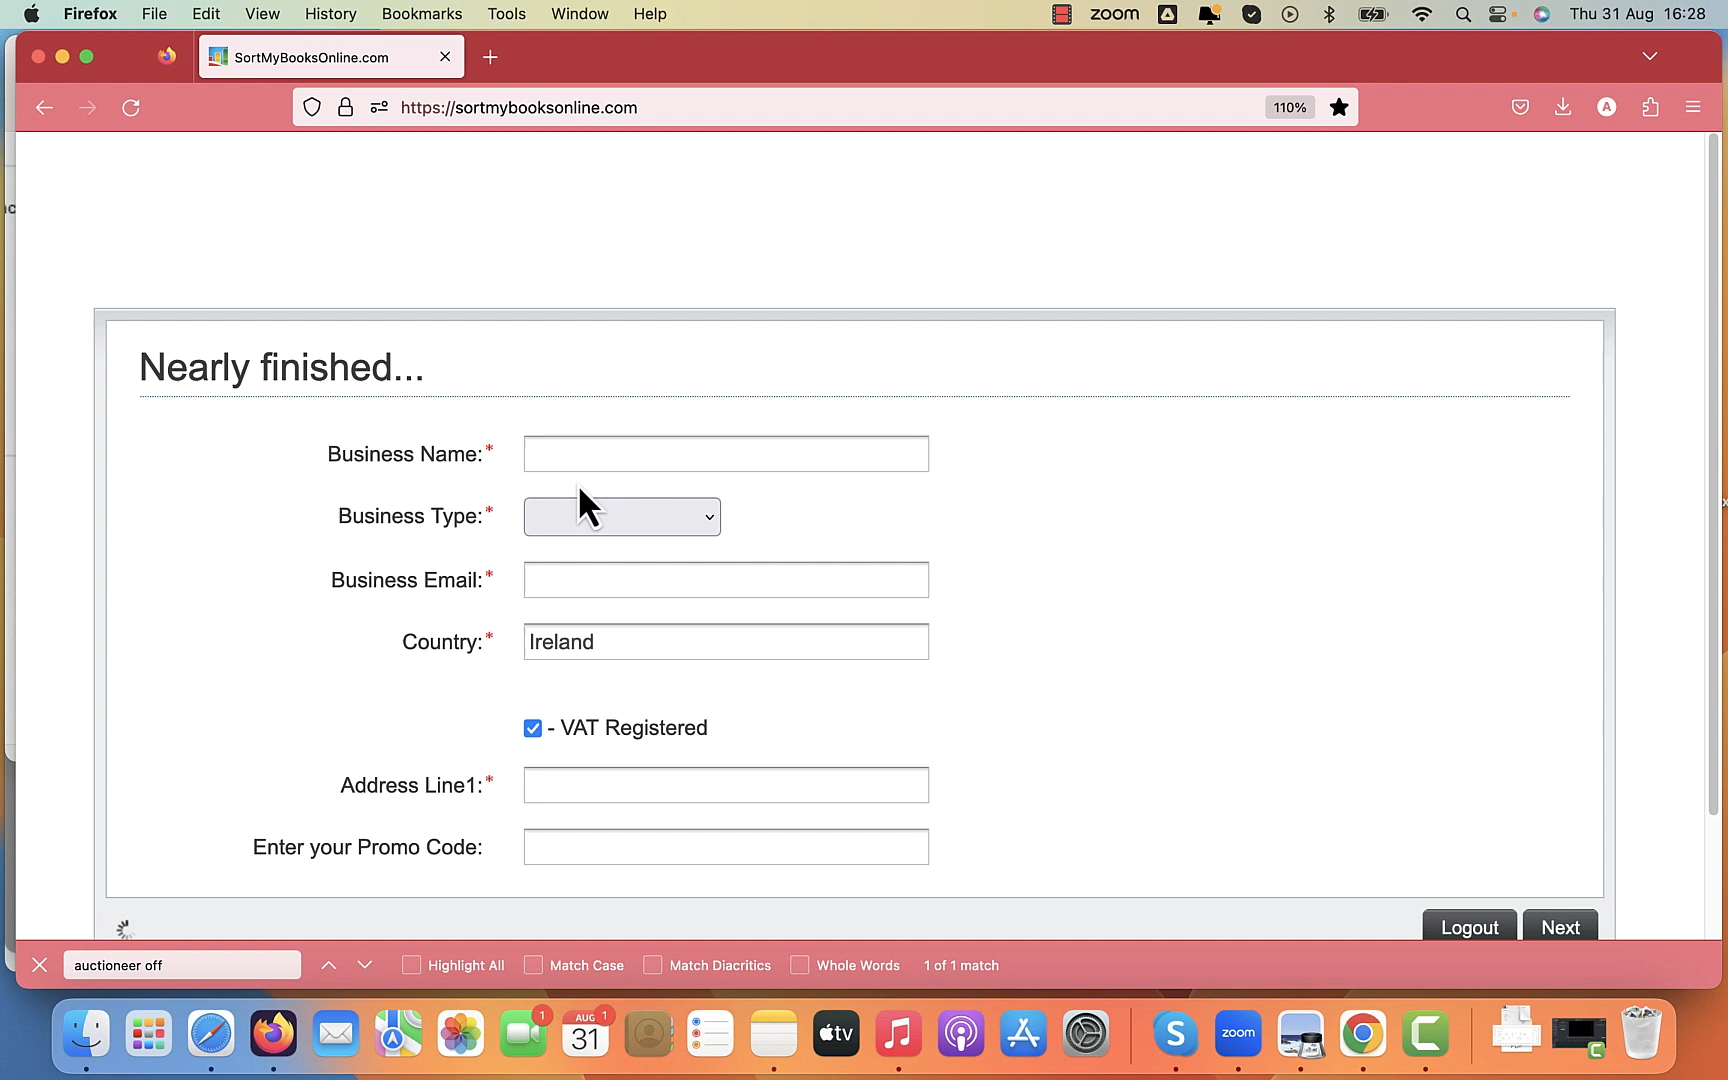 Firefox File Edit View History Bookmarks Tools Window Help zoom Thu 31 Aug 16:28
SortMyBooksOnline.com
https://sortmybooksonline.com 110% A
Nearly finished...
Business Name:*
Business Type:*
Business Email:*
Country:* Ireland
- VAT Registered
Address Line1:*
Enter your Promo Code:
Logout Next
auctioneer off Highlight All Match Case Match Diacritics Whole Words 1 of 1 match
1 AUG 31 1 tv S zoom C